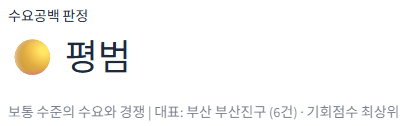 수요공백 판정
평범
보통 수준의 수요와 경쟁 | 대표: 부산 부산진구 (6건) · 기회점수 최상위